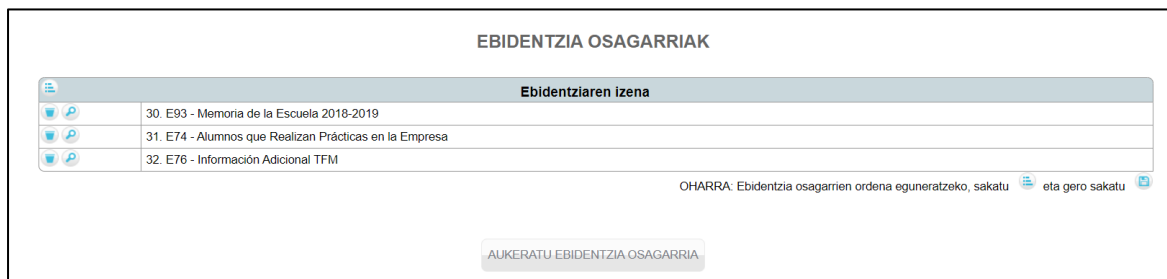 EBIDENTZIA OSAGARRIAK
Ebidentziaren izena
30. E93 - Memoria de la Escuela 2018-2019
31. E74 - Alumnos que Realizan Prácticas en la Empresa
32. E76 - Información Adicional TFM
OHARRA: Ebidentzia osagarrien ordena eguneratzeko, sakatu eta gero sakatu
AUKERATU EBIDENTZIA OSAGARRIA